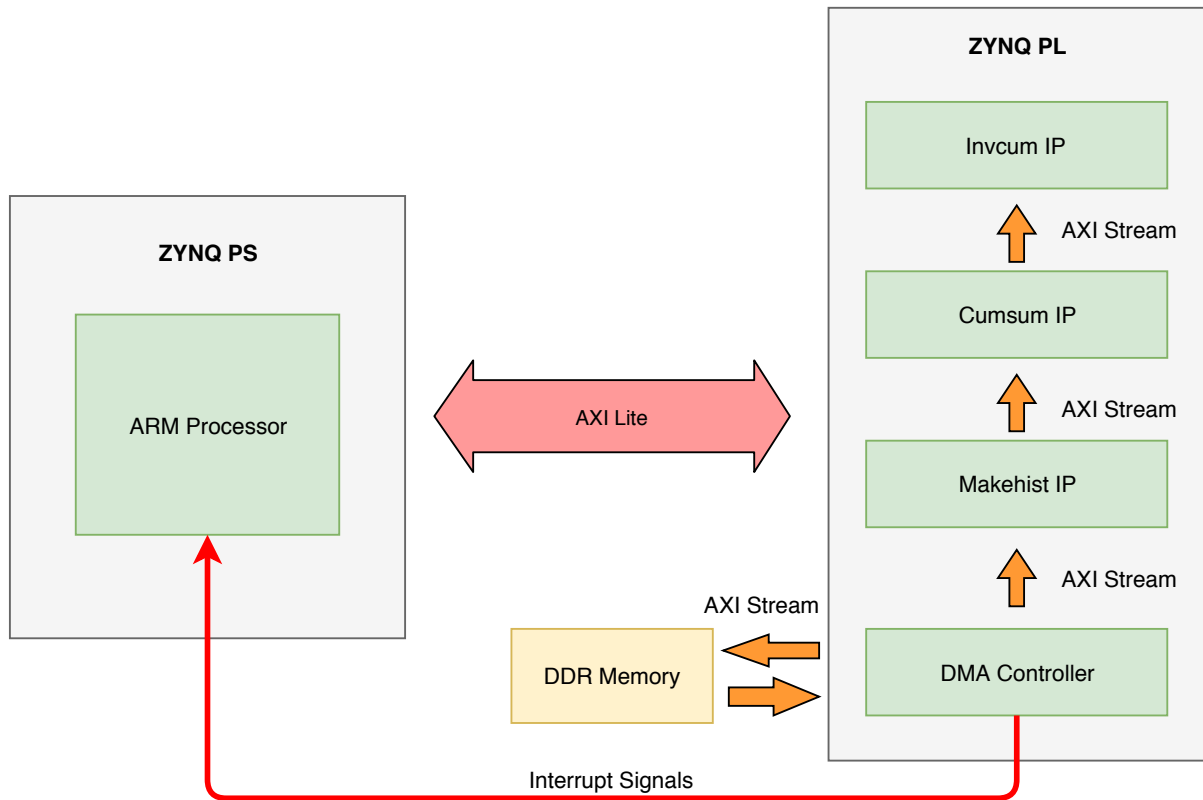 ZYNQ PL
Invcum IP
AXI Stream
ZYNQ PS
Cumsum IP
ARM Processor
AXI Lite
AXI Stream
Makehist IP
AXI Stream
AXI Stream
DDR Memory
DMA Controller
Interrupt Signals